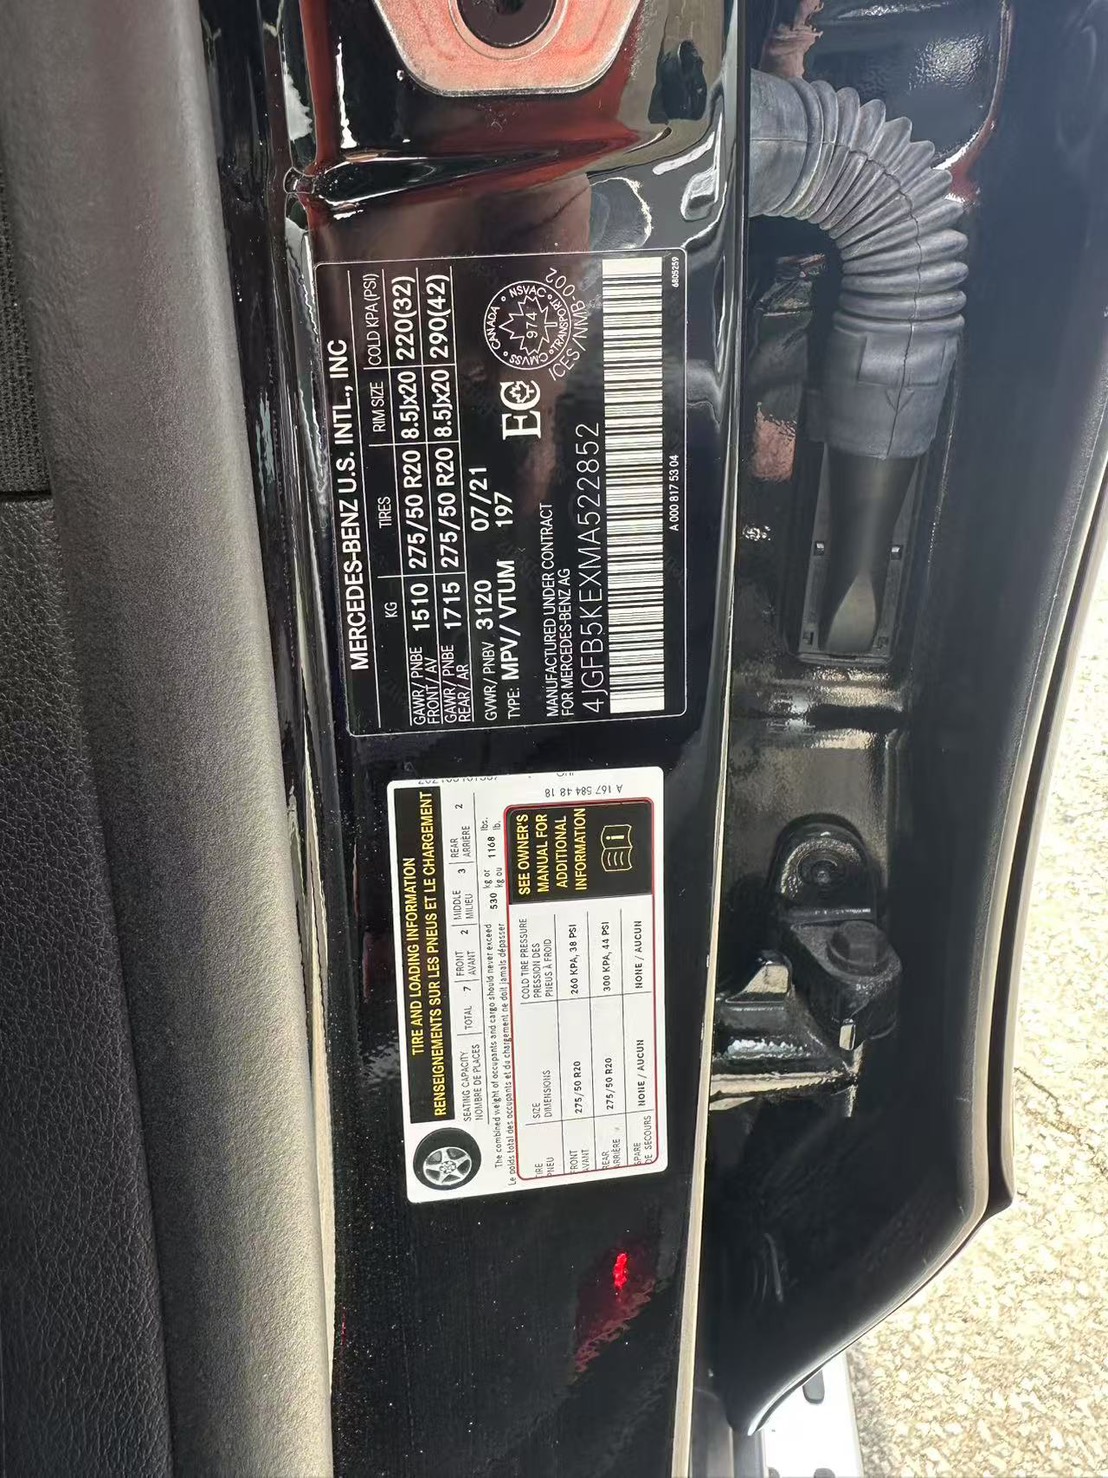 MERCEDES-BENZ U.S. INTL., INC
KG TIRES RIM SIZE COLD KPA (PSI)
GAWR/ PNBE FRONT / AV 1510 275/50 R20 8.5Jx20 220(32)
GAWR/ PNBE REAR/ AR 1715 275/50 R20 8.5Jx20 290(42)
GVWR/ PNBV 3120 07/21
TYPE: MPV/ VTUM 197
EC
CANADA • NSVAC • TRANSPORT • CMVSS
974
ICES/NMB-002
MANUFACTURED UNDER CONTRACT
FOR MERCEDES-BENZ AG
4JGFB5KEXMA522852
A 000 817 53 04
6805259
TIRE AND LOADING INFORMATION
RENSEIGNEMENTS SUR LES PNEUS ET LE CHARGEMENT
SEATING CAPACITY TOTAL 7 FRONT 2 MIDDLE 3 REAR 2
NOMBRE DE PLACES AVANT MILIEU ARRIÈRE
The combined weight of occupants and cargo should never exceed 530 kg or 1168 lbs.
Le poids total des occupants et du chargement ne doit jamais dépasser kg ou lb.
TIRE SIZE COLD TIRE PRESSURE
PNEU DIMENSIONS PRESSION DES
PNEUS À FROID
FRONT
AVANT 275/50 R20 260 KPA, 38 PSI
REAR
ARRIÈRE 275/50 R20 300 KPA, 44 PSI
SPARE
DE SECOURS NONE / AUCUN NONE / AUCUN
SEE OWNER'S
MANUAL FOR
ADDITIONAL
INFORMATION
A 167 584 48 18